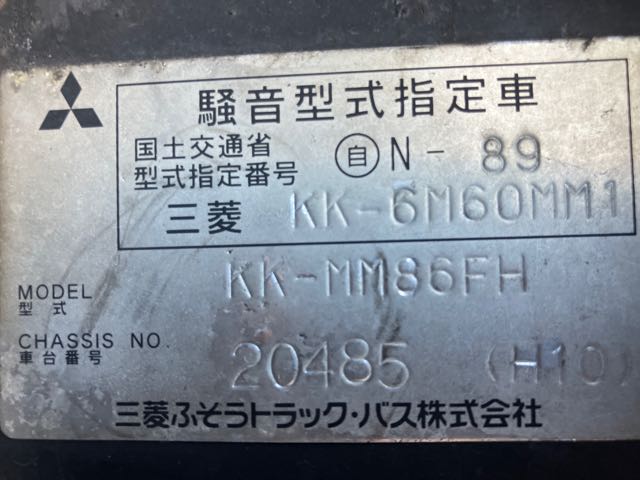 騒音型式指定車
国土交通省
型式指定番号 自 N - 89
三菱 KK-6M60MM1
MODEL
型式
KK-MM86FH
CHASSIS NO.
車台番号
20485 (H10)
三菱ふそうトラック・バス株式会社